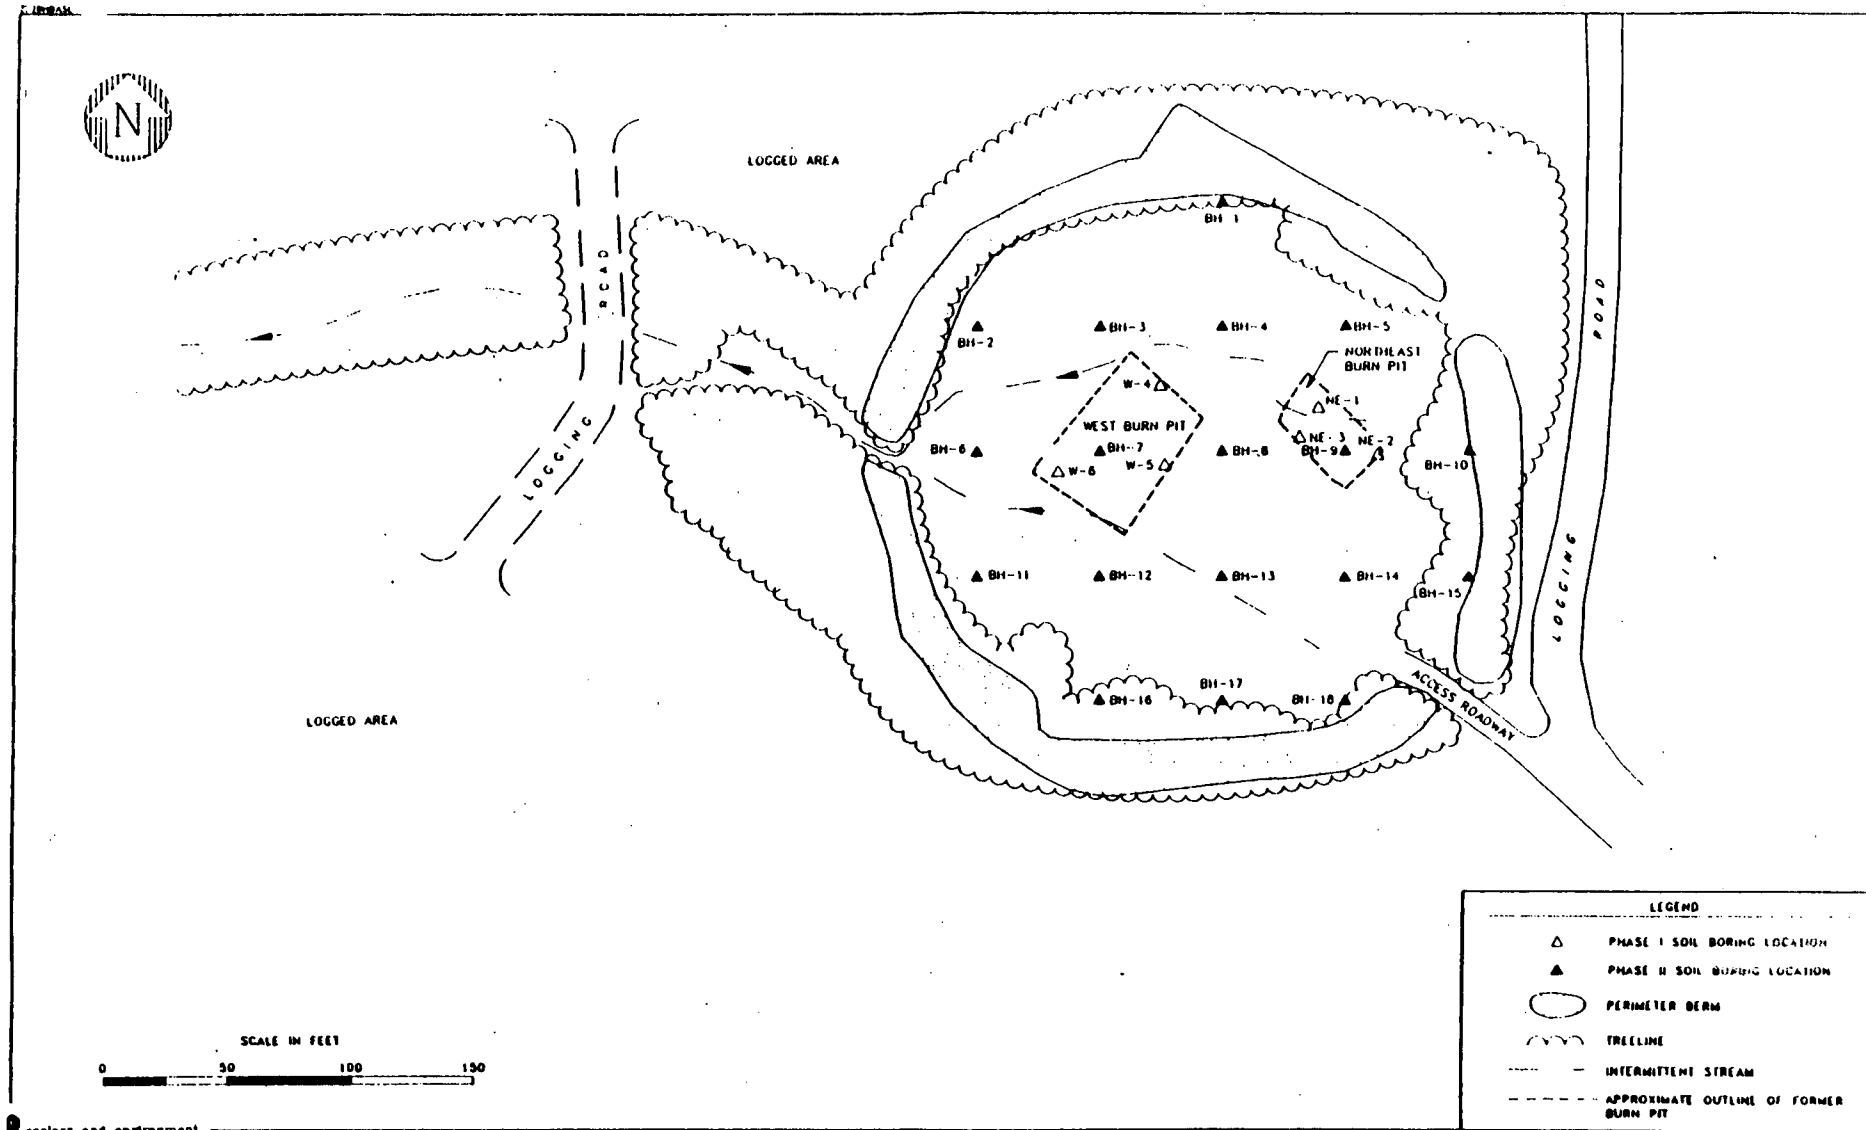 N
LOGGED AREA
BH 1
ROAD
ROAD
BH-2
BH-3
BH-4
BH-5
NORTHEAST
BURN PIT
W-4
NE-1
WEST BURN PIT
NE-3
NE-2
BH-6
BH-7
BH-8
BH-9
BH-10
W-6
W-5
LOGGING
LOGGING
BH-11
BH-12
BH-13
BH-14
BH-15
BH-16
BH-17
BH-18
ACCESS ROADWAY
LOGGED AREA
SCALE IN FEET
0 50 100 150
LEGEND
PHASE I SOIL BORING LOCATION
PHASE II SOIL BORING LOCATION
PERIMETER BERM
TREELINE
INTERMITTENT STREAM
APPROXIMATE OUTLINE OF FORMER
BURN PIT